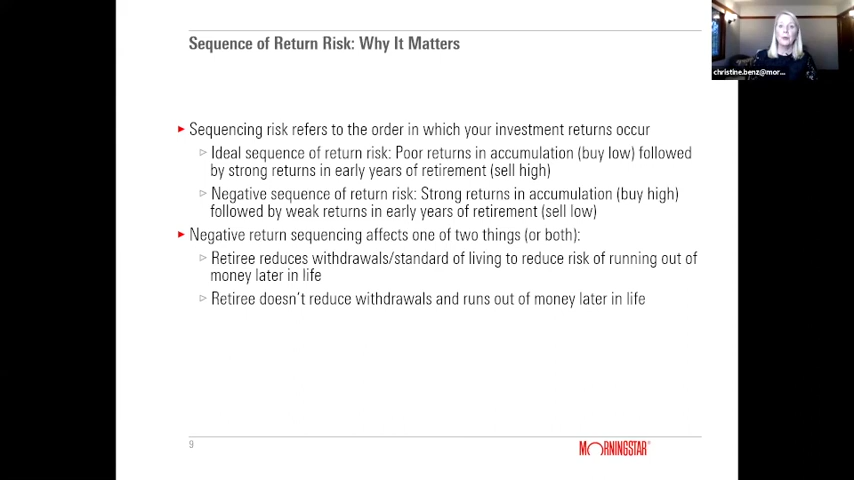 Sequence of Return Risk: Why It Matters
christine.benz@mor...
Sequencing risk refers to the order in which your investment returns occur
Ideal sequence of return risk: Poor returns in accumulation (buy low) followed
by strong returns in early years of retirement (sell high)
Negative sequence of return risk: Strong returns in accumulation (buy high)
followed by weak returns in early years of retirement (sell low)
Negative return sequencing affects one of two things (or both):
Retiree reduces withdrawals/standard of living to reduce risk of running out of
money later in life
Retiree doesn't reduce withdrawals and runs out of money later in life
9
MORNINGSTAR